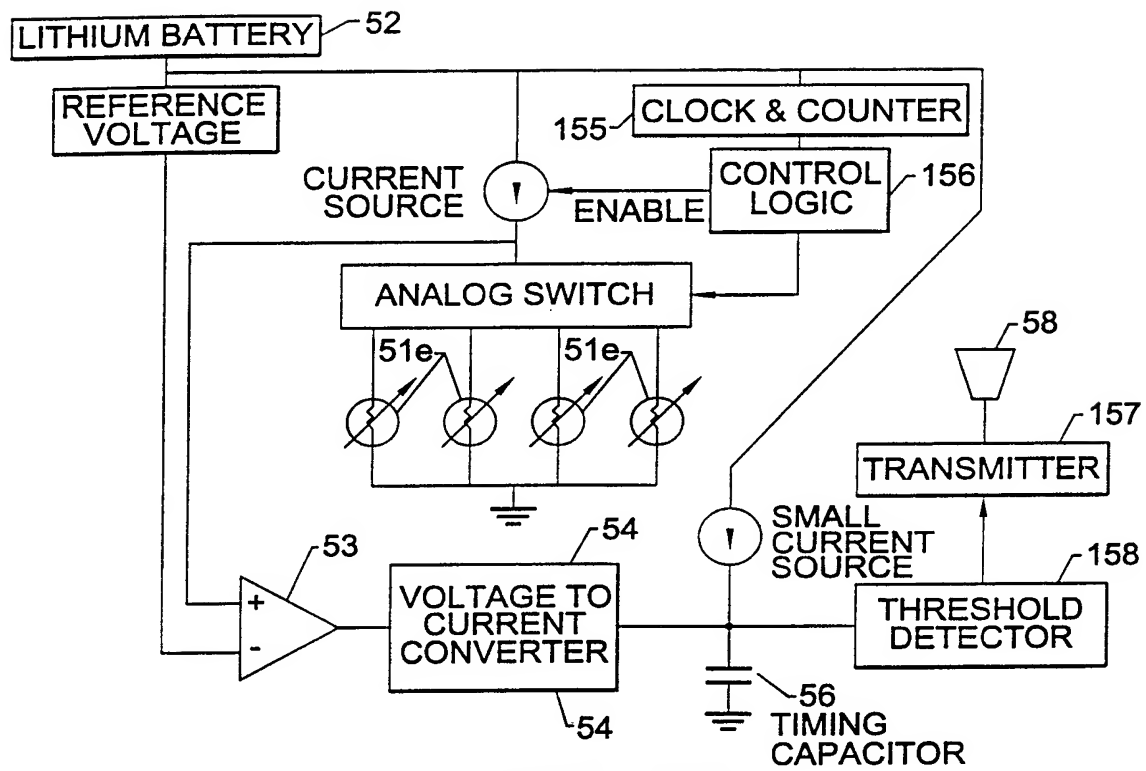 LITHIUM BATTERY
52
REFERENCE
VOLTAGE
155
CLOCK & COUNTER
CURRENT
SOURCE
ENABLE
CONTROL
LOGIC
156
ANALOG SWITCH
51e
51e
58
157
TRANSMITTER
53
+
-
54
VOLTAGE TO
CURRENT
CONVERTER
54
SMALL
CURRENT
SOURCE
158
THRESHOLD
DETECTOR
56
TIMING
CAPACITOR